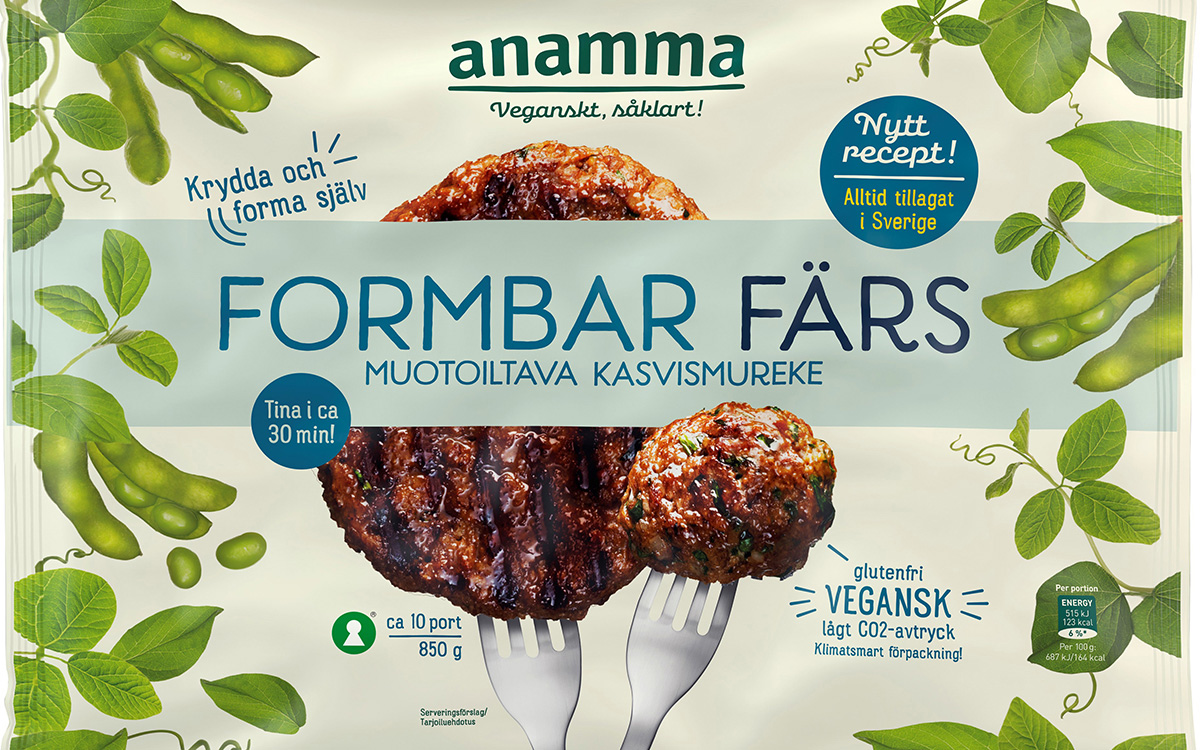 anamma
Veganskt, såklart!
Nytt
recept!
Alltid tillagat
i Sverige
Krydda och
forma själv
FORMBAR FÄRS
MUOTOILTAVA KASVISMUREKE
Tina i ca
30 min!
glutenfri
VEGANSK
lågt CO2-avtryck
Klimatsmart förpackning!
®
ca 10 port
850 g
Per portion
ENERGY
515 kJ
123 kcal
6 %*
Per 100 g:
687 kJ/164 kcal
Serveringsförslag/
Tarjoiluehdotus